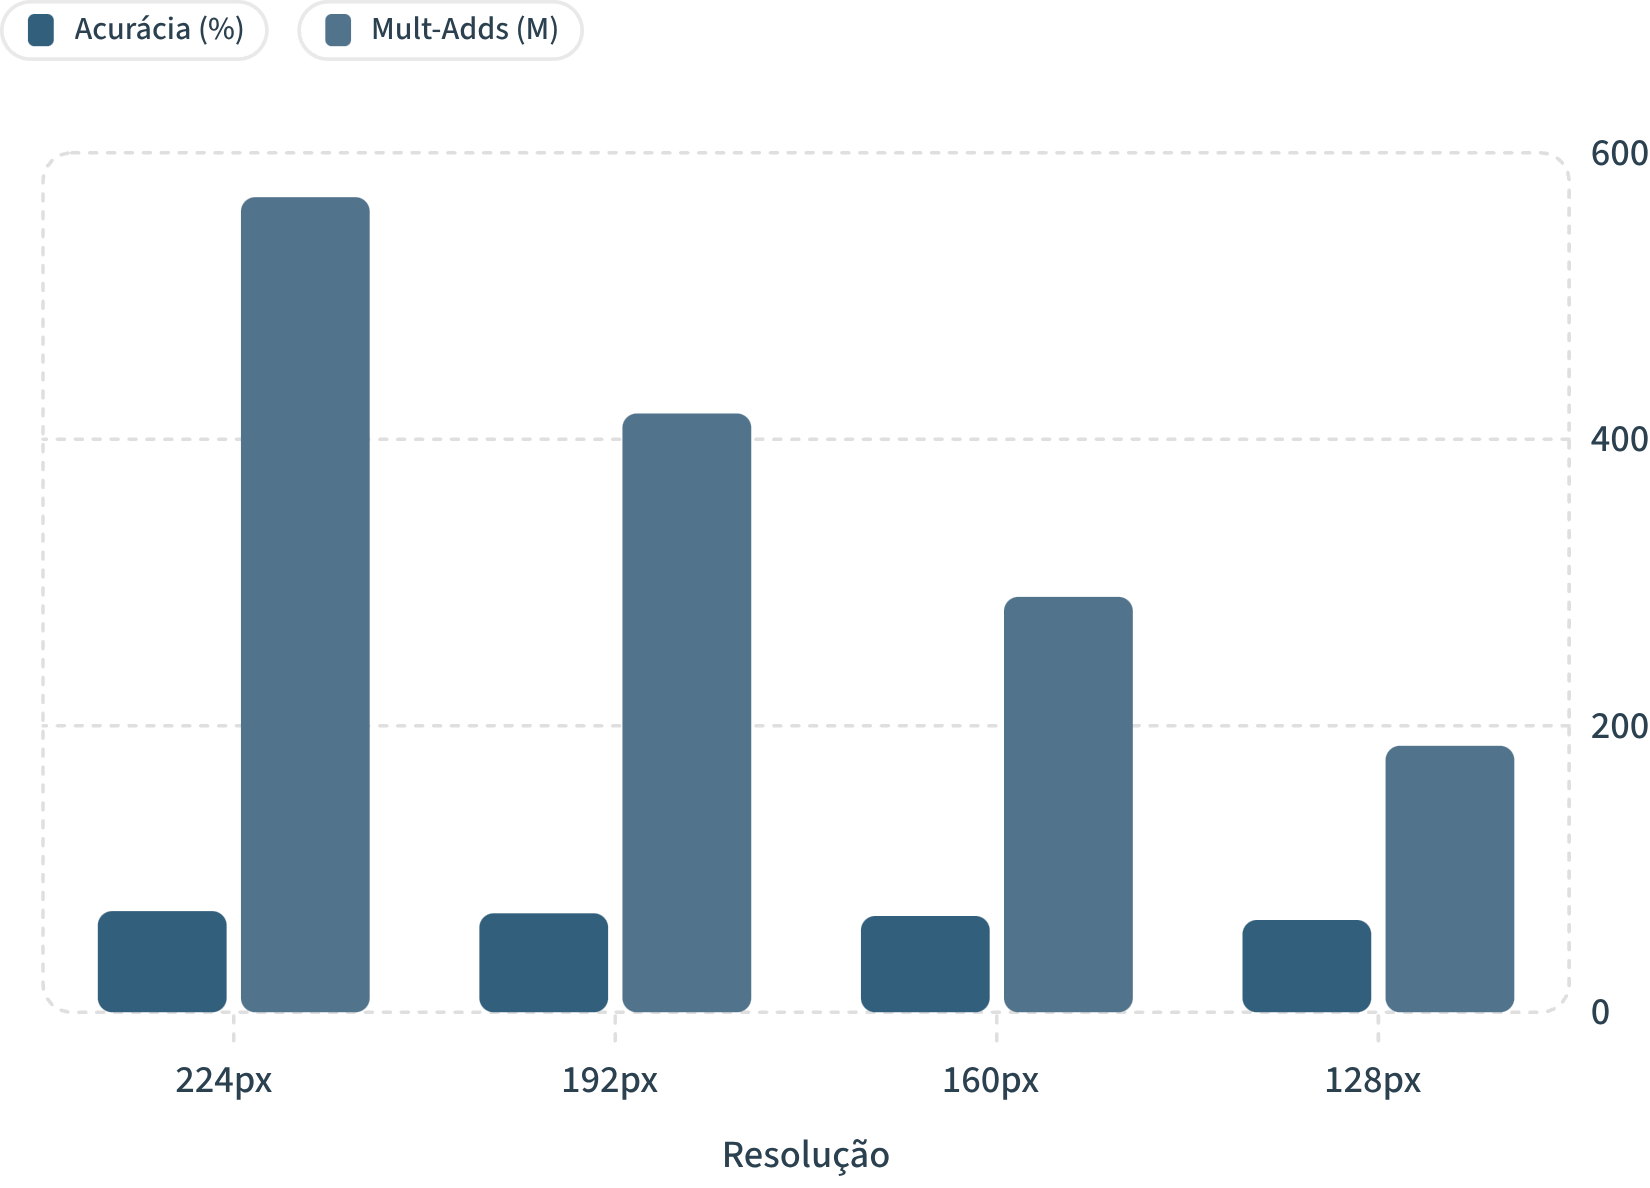 Acurácia (%) Mult-Adds (M)
600
400
200
0
224px 192px 160px 128px
Resolução